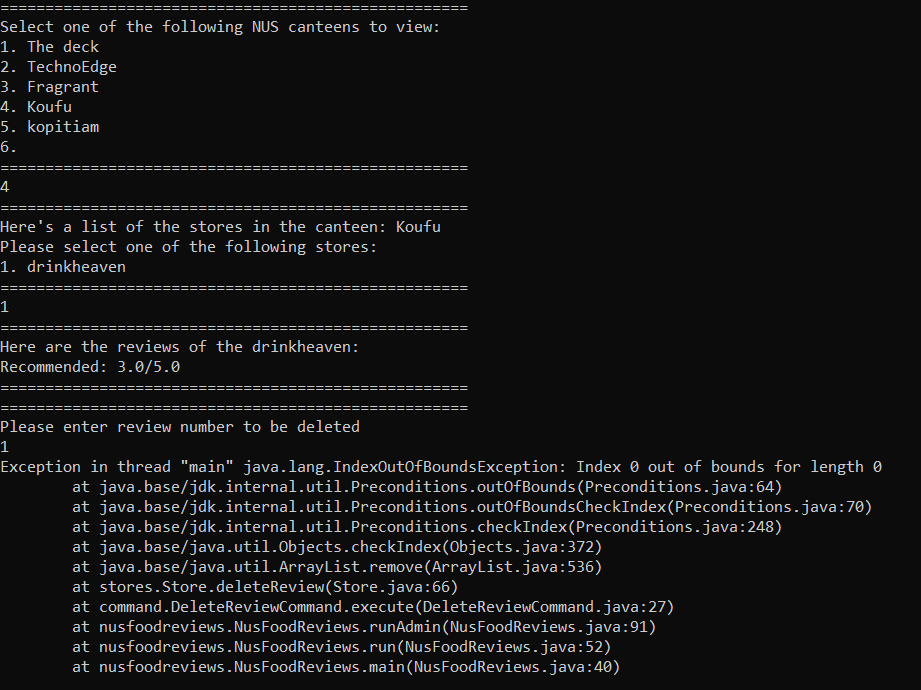 ====================================================
Select one of the following NUS canteens to view:
1. The deck
2. TechnoEdge
3. Fragrant
4. Koufu
5. kopitiam
6.
====================================================
4
====================================================
Here's a list of the stores in the canteen: Koufu
Please select one of the following stores:
1. drinkheaven
====================================================
1
====================================================
Here are the reviews of the drinkheaven:
Recommended: 3.0/5.0
====================================================
====================================================
Please enter review number to be deleted
1
Exception in thread "main" java.lang.IndexOutOfBoundsException: Index 0 out of bounds for length 0
        at java.base/jdk.internal.util.Preconditions.outOfBounds(Preconditions.java:64)
        at java.base/jdk.internal.util.Preconditions.outOfBoundsCheckIndex(Preconditions.java:70)
        at java.base/jdk.internal.util.Preconditions.checkIndex(Preconditions.java:248)
        at java.base/java.util.Objects.checkIndex(Objects.java:372)
        at java.base/java.util.ArrayList.remove(ArrayList.java:536)
        at stores.Store.deleteReview(Store.java:66)
        at command.DeleteReviewCommand.execute(DeleteReviewCommand.java:27)
        at nusfoodreviews.NusFoodReviews.runAdmin(NusFoodReviews.java:91)
        at nusfoodreviews.NusFoodReviews.run(NusFoodReviews.java:52)
        at nusfoodreviews.NusFoodReviews.main(NusFoodReviews.java:40)